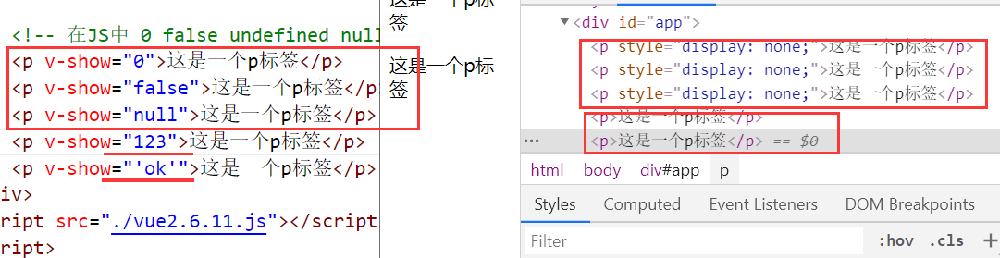 <!-- 在JS中 0 false undefined null
<p v-show="0">这是一个p标签</p>
<p v-show="false">这是一个p标签</p
<p v-show="null">这是一个p标签</p>
<p v-show="123">这是一个p标签</p>
<p v-show="'ok'">这是一个p标签</p>
iv>
ript src="./vue2.6.11.js"></script
ript>
这是一个p标
签
这是一个p标
签
<div id="app">
<p style="display: none;">这是一个p标签</p>
<p style="display: none;">这是一个p标签</p>
<p style="display: none;">这是一个p标签</p>
<p>这是一个p标签</p>
··· <p>这是一个p标签</p> == $0
html body div#app p
Styles Computed Event Listeners DOM Breakpoints
Filter :hov .cls +